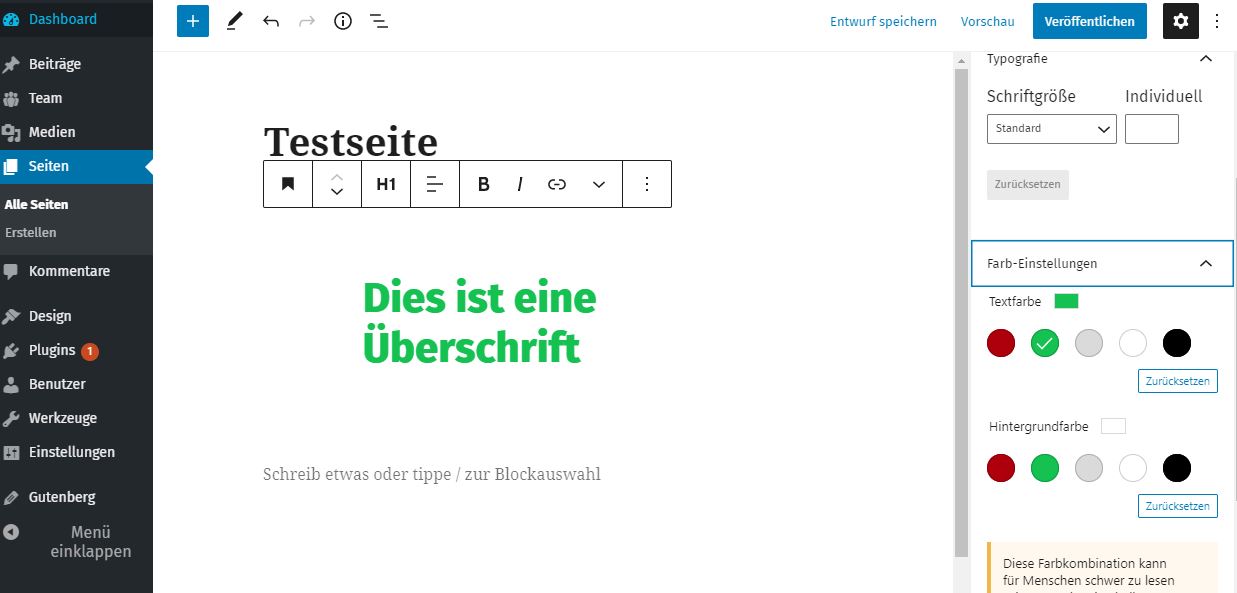 Dashboard
Beiträge
Team
Medien
Seiten
Alle Seiten
Erstellen
Kommentare
Design
Plugins 1
Benutzer
Werkzeuge
Einstellungen
Gutenberg
Menü
einklappen
Entwurf speichern Vorschau Veröffentlichen
Testseite
H1 B I
Dies ist eine
Überschrift
Schreib etwas oder tippe / zur Blockauswahl
Typografie
Schriftgröße Individuell
Standard
Zurücksetzen
Farb-Einstellungen
Textfarbe
Zurücksetzen
Hintergrundfarbe
Zurücksetzen
Diese Farbkombination kann
für Menschen schwer zu lesen